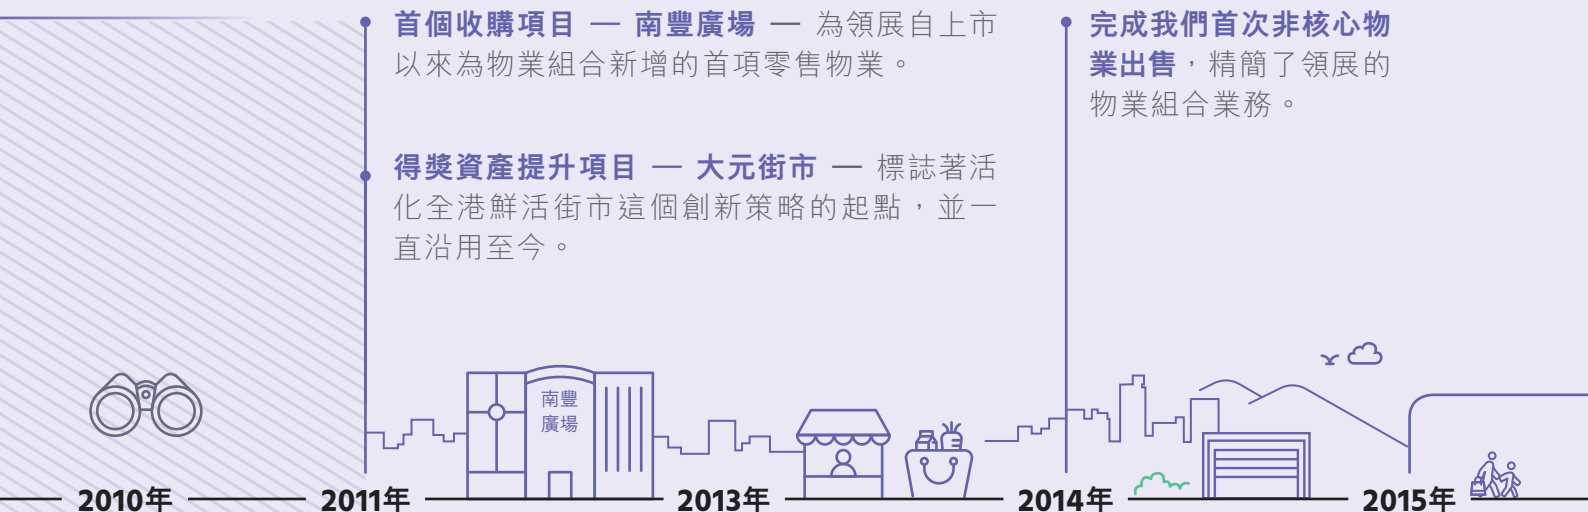 首個收購項目 — 南豐廣場 — 為領展自上市
以來為物業組合新增的首項零售物業。
得獎資產提升項目 — 大元街市 — 標誌著活
化全港鮮活街市這個創新策略的起點，並一
直沿用至今。
完成我們首次非核心物
業出售，精簡了領展的
物業組合業務。
南豐
廣場
2010年
2011年
2013年
2014年
2015年